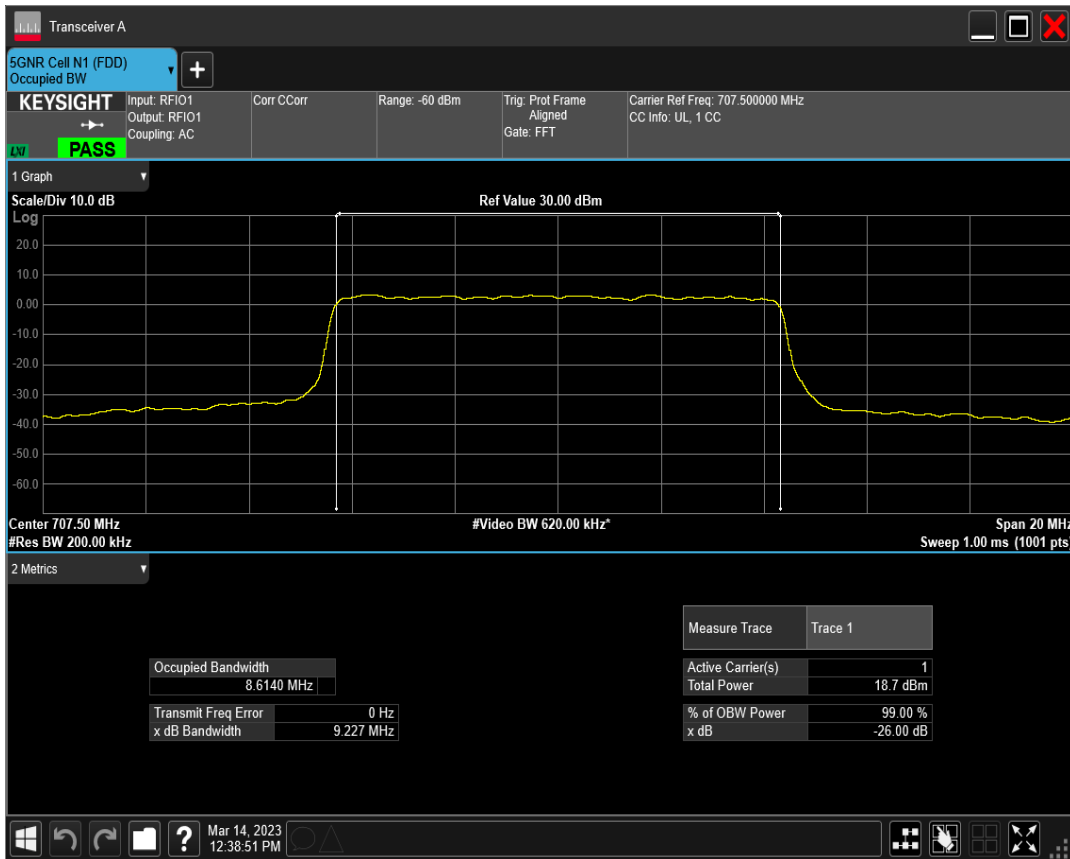 Transceiver A
5GNR Cell N1 (FDD)
Occupied BW
+
KEYSIGHT
LXI
PASS
Input: RFIO1
Output: RFIO1
Coupling: AC
Corr CCorr
Range: -60 dBm
Trig: Prot Frame
Aligned
Gate: FFT
Carrier Ref Freq: 707.500000 MHz
CC Info: UL, 1 CC
1 Graph
Scale/Div 10.0 dB
Ref Value 30.00 dBm
Log
20.0
10.0
0.00
-10.0
-20.0
-30.0
-40.0
-50.0
-60.0
Center 707.50 MHz
#Video BW 620.00 kHz*
Span 20 MHz
#Res BW 200.00 kHz
Sweep 1.00 ms (1001 pts)
2 Metrics
Measure Trace Trace 1
Occupied Bandwidth
8.6140 MHz
Active Carrier(s) 1
Total Power 18.7 dBm
Transmit Freq Error 0 Hz
x dB Bandwidth 9.227 MHz
% of OBW Power 99.00 %
x dB -26.00 dB
?
Mar 14, 2023
12:38:51 PM